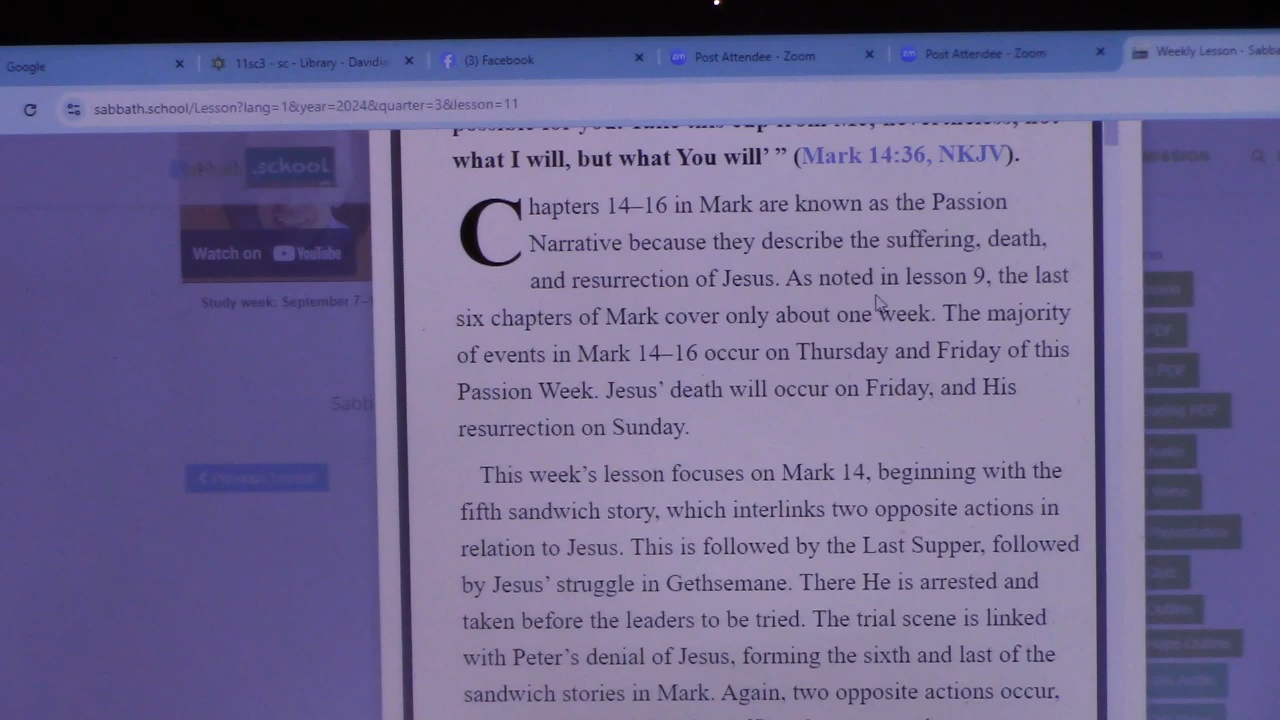 Google
11sc3 - sc - Library - Davidia
(3) Facebook
Post Attendee - Zoom
Post Attendee - Zoom
Weekly Lesson - Sabba
sabbath.school/Lesson?lang=1&year=2024&quarter=3&lesson=11
what I will, but what You will’ ” (Mark 14:36, NKJV).
.school
Watch on YouTube
Study week: September 7-1
Sabb
Previous Lesson
Chapters 14–16 in Mark are known as the Passion
Narrative because they describe the suffering, death,
and resurrection of Jesus. As noted in lesson 9, the last
six chapters of Mark cover only about one week. The majority
of events in Mark 14–16 occur on Thursday and Friday of this
Passion Week. Jesus’ death will occur on Friday, and His
resurrection on Sunday.
This week’s lesson focuses on Mark 14, beginning with the
fifth sandwich story, which interlinks two opposite actions in
relation to Jesus. This is followed by the Last Supper, followed
by Jesus’ struggle in Gethsemane. There He is arrested and
taken before the leaders to be tried. The trial scene is linked
with Peter’s denial of Jesus, forming the sixth and last of the
sandwich stories in Mark. Again, two opposite actions occur,